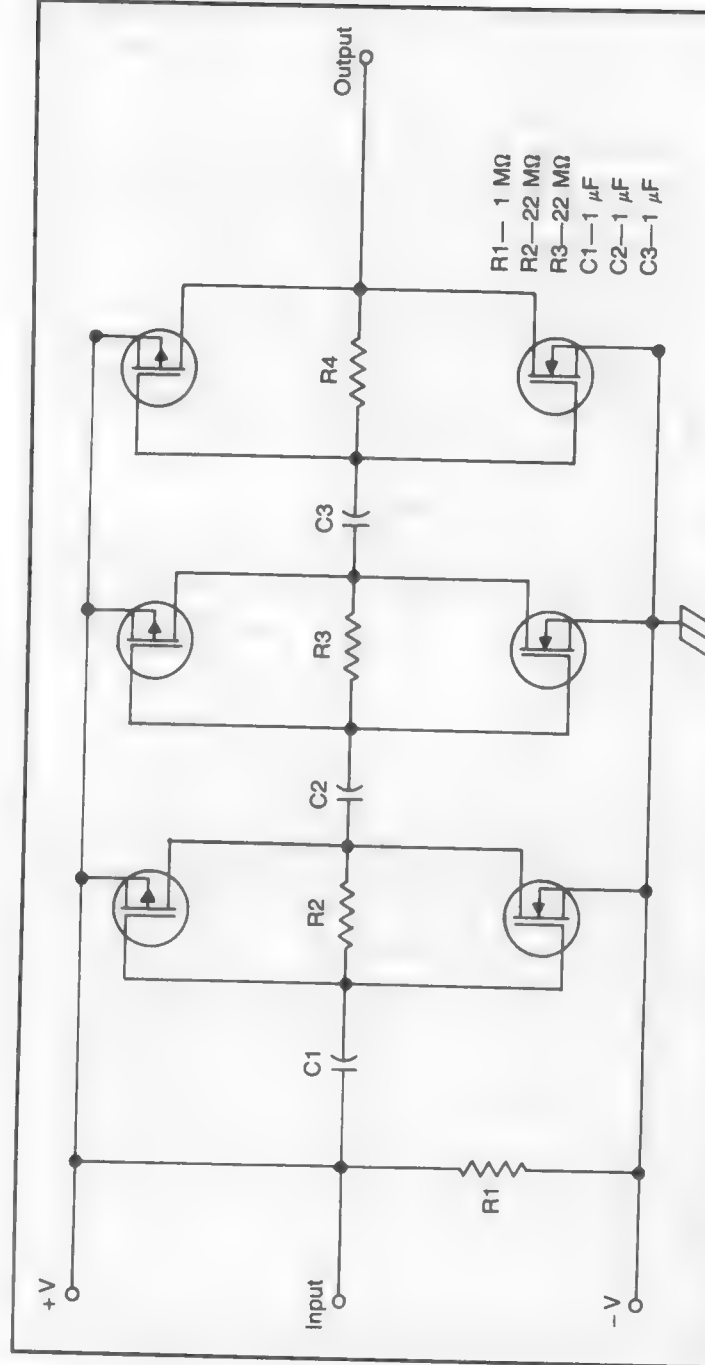 + V
Input
− V
C1
R1
R2
C2
R3
C3
R4
Output
R1— 1 MΩ
R2—22 MΩ
R3—22 MΩ
C1—1 μF
C2—1 μF
C3—1 μF